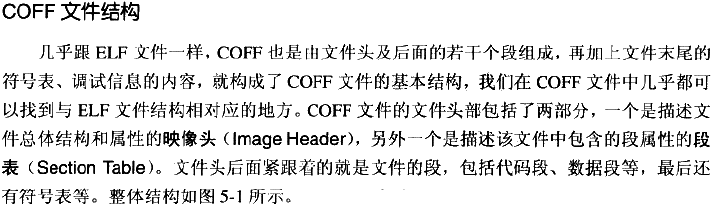 COFF 文件结构
几乎跟 ELF 文件一样，COFF 也是由文件头及后面的若干个段组成，再加上文件末尾的
符号表、调试信息的内容，就构成了 COFF 文件的基本结构，我们在 COFF 文件中几乎都可
以找到与 ELF 文件结构相对应的地方。COFF 文件的文件头部包括了两部分，一个是描述文
件总体结构和属性的映像头（Image Header），另外一个是描述该文件中包含的段属性的段
表（Section Table）。文件头后面紧跟着的就是文件的段，包括代码段、数据段等，最后还
有符号表等。整体结构如图 5-1 所示。